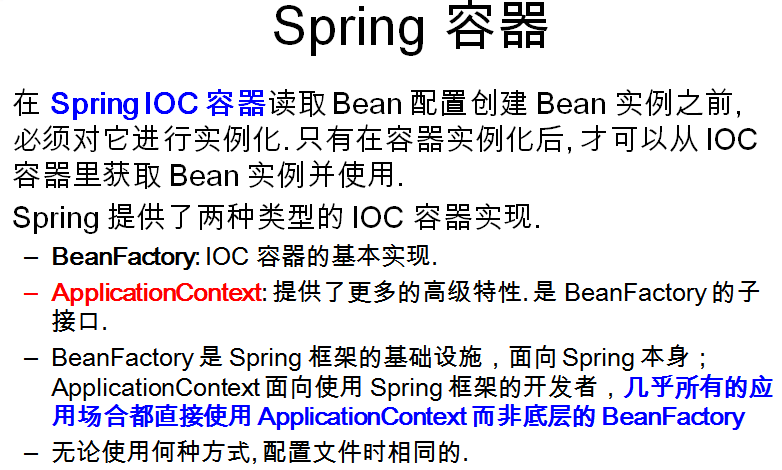 Spring 容器
在 Spring IOC 容器读取 Bean 配置创建 Bean 实例之前,
必须对它进行实例化. 只有在容器实例化后, 才可以从 IOC
容器里获取 Bean 实例并使用.
Spring 提供了两种类型的 IOC 容器实现.
– BeanFactory: IOC 容器的基本实现.
– ApplicationContext: 提供了更多的高级特性. 是 BeanFactory 的子
接口.
– BeanFactory 是 Spring 框架的基础设施，面向 Spring 本身；
ApplicationContext 面向使用 Spring 框架的开发者，几乎所有的应
用场合都直接使用 ApplicationContext 而非底层的 BeanFactory
– 无论使用何种方式, 配置文件时相同的.